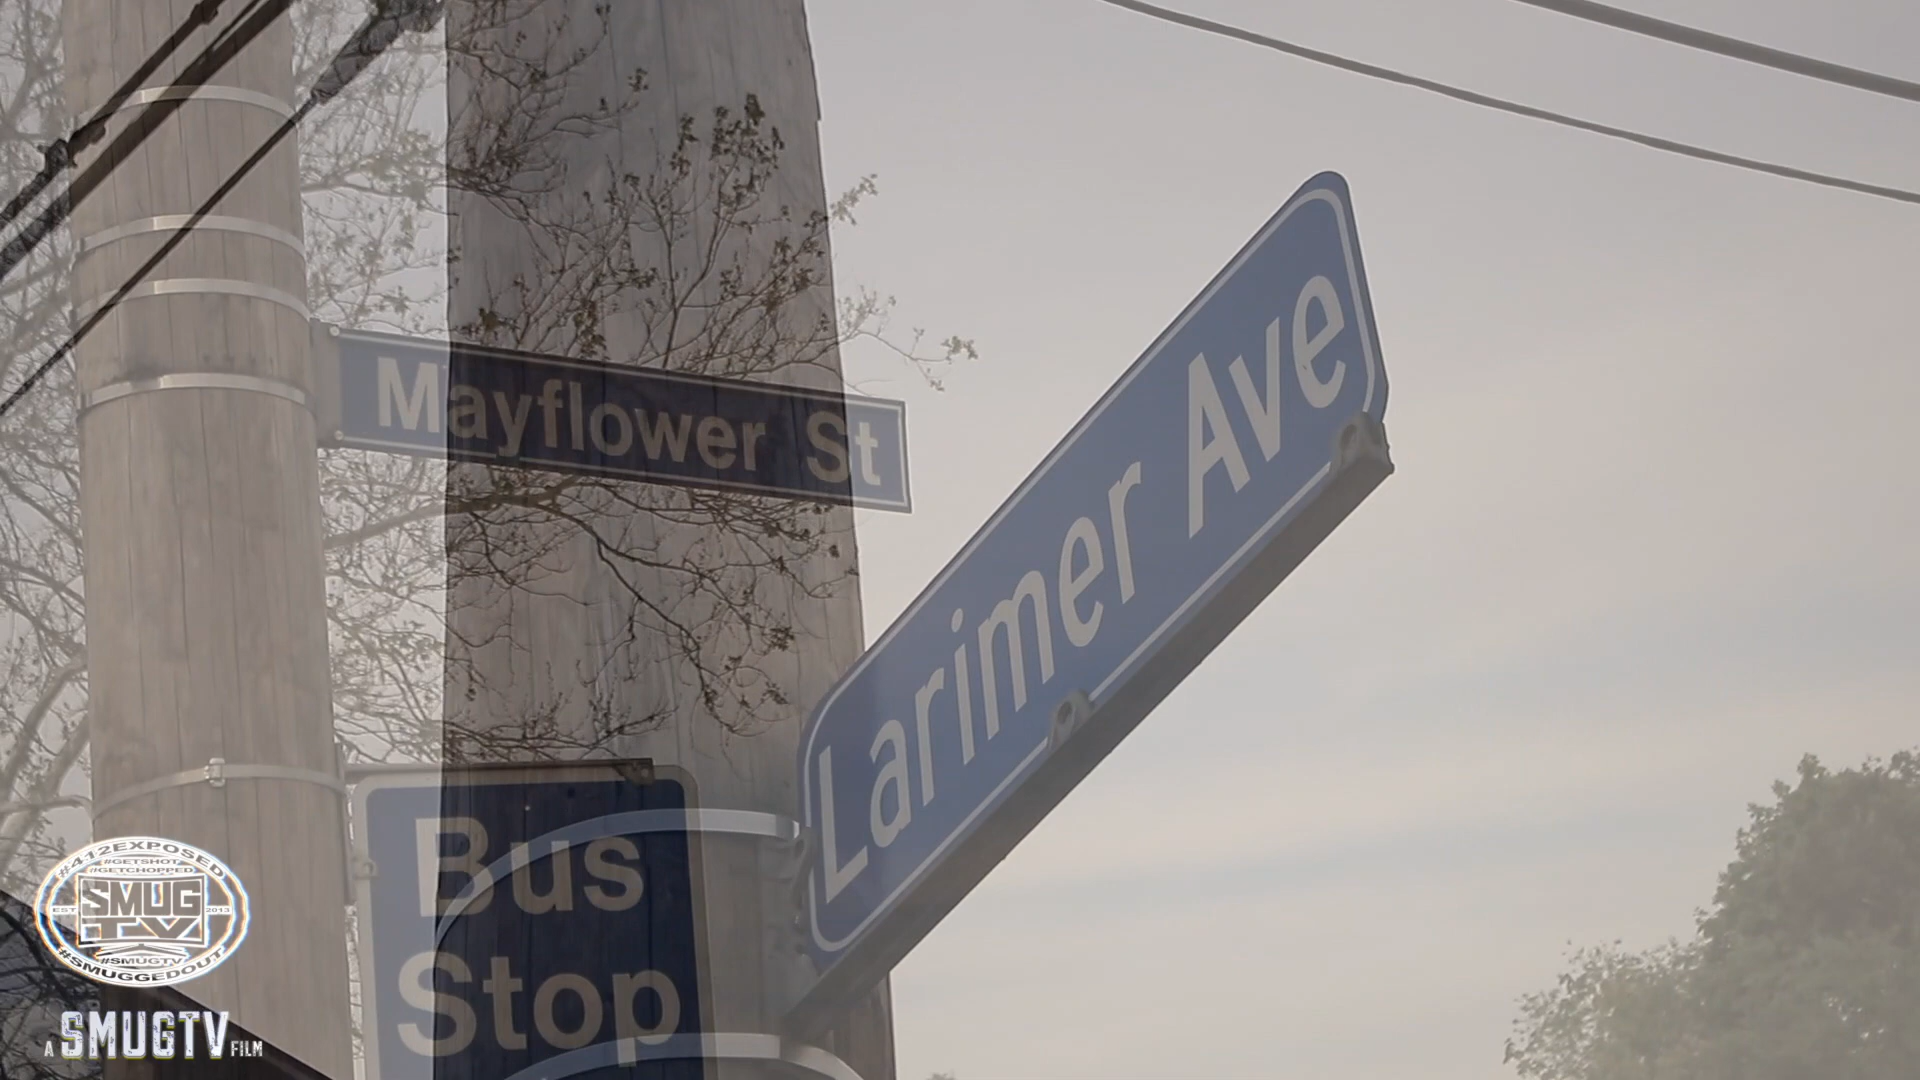 Mayflower St
Larimer Ave
Bus
Stop
#412EXPOSED
#GETSHOT
#GETCHOPPED
EST
SMUG
TV
2013
#SMUGTV
#SMUGGEDOUT
A SMUGTV FILM